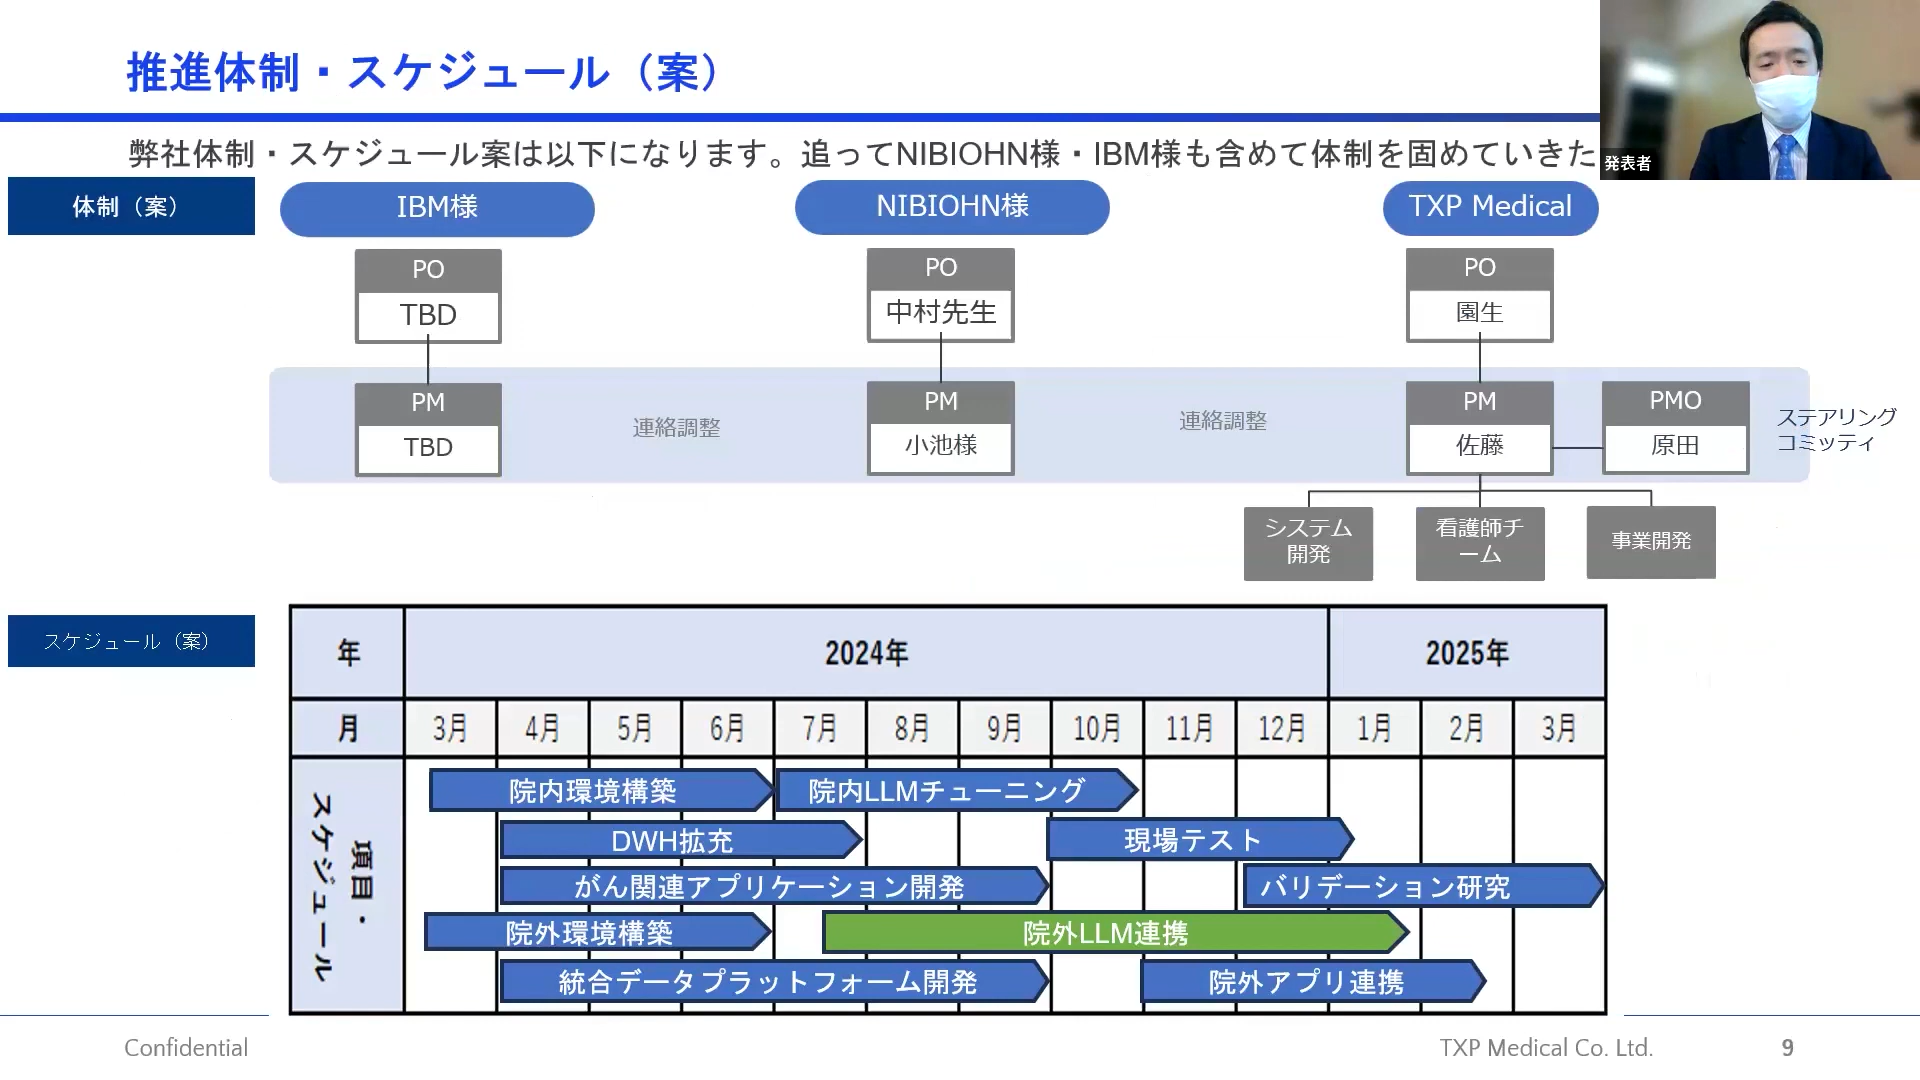 推進体制・スケジュール（案）
弊社体制・スケジュール案は以下になります。追ってNIBIOHN様・IBM様も含めて体制を固めていきた
発表者
体制（案）
IBM様
NIBIOHN様
TXP Medical
PO
TBD
PO
中村先生
PO
園生
PM
TBD
連絡調整
PM
小池様
連絡調整
PM
佐藤
PMO
原田
ステアリング
コミッティ
システム
開発
看護師チ
ーム
事業開発
スケジュール（案）
年
2024年
2025年
月
3月
4月
5月
6月
7月
8月
9月
10月
11月
12月
1月
2月
3月
項目・
スケジュール
院内環境構築
院内LLMチューニング
DWH拡充
現場テスト
がん関連アプリケーション開発
バリデーション研究
院外環境構築
院外LLM連携
統合データプラットフォーム開発
院外アプリ連携
Confidential
TXP Medical Co. Ltd.
9